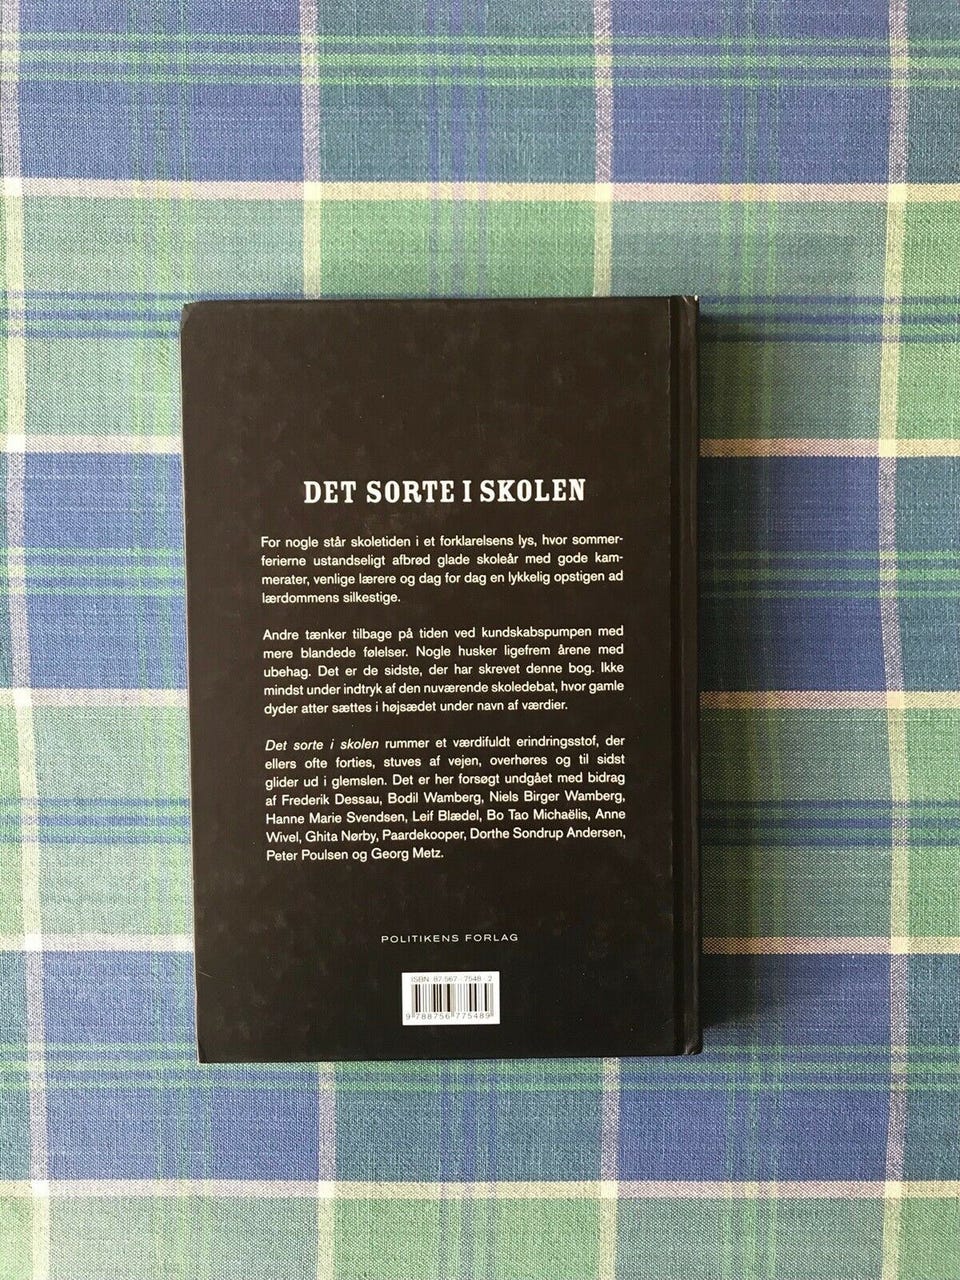 DET SORTE I SKOLEN
For nogle står skoletiden i et forklarelsens lys, hvor sommer-
ferierne ustandseligt afbrød glade skoleår med gode kam-
merater, venlige lærere og dag for dag en lykkelig opstigen ad
lærdommens silkestige.
Andre tænker tilbage på tiden ved kundskabspumpen med
mere blandede følelser. Nogle husker ligefrem årene med
ubehag. Det er de sidste, der har skrevet denne bog. Ikke
mindst under indtryk af den nuværende skoledebat, hvor gamle
dyder atter sættes i højsædet under navn af værdier.
Det sorte i skolen rummer et værdifuldt erindringsstof, der
ellers ofte forties, stuves af vejen, overhøres og til sidst
glider ud i glemslen. Det er her forsøgt undgået med bidrag
af Frederik Dessau, Bodil Wamberg, Niels Birger Wamberg,
Hanne Marie Svendsen, Leif Blædel, Bo Tao Michaëlis, Anne
Wivel, Ghita Nørby, Paardekooper, Dorthe Sondrup Andersen,
Peter Poulsen og Georg Metz.
POLITIKENS FORLAG
ISBN 87-567-7548-2
9 788756 775489